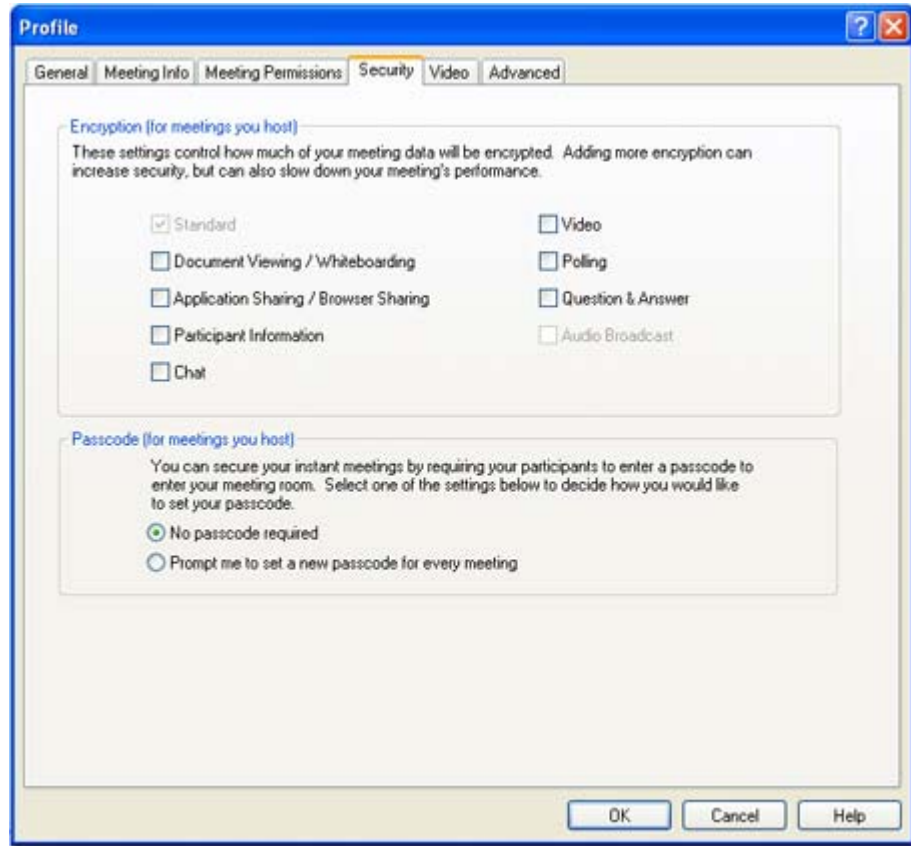 Profile
General Meeting Info Meeting Permissions Security Video Advanced
Encryption (for meetings you host)
These settings control how much of your meeting data will be encrypted. Adding more encryption can
increase security, but can also slow down your meeting's performance.
Standard
Video
Document Viewing / Whiteboarding
Polling
Application Sharing / Browser Sharing
Question & Answer
Participant Information
Audio Broadcast
Chat
Passcode (for meetings you host)
You can secure your instant meetings by requiring your participants to enter a passcode to
enter your meeting room. Select one of the settings below to decide how you would like
to set your passcode.
No passcode required
Prompt me to set a new passcode for every meeting
OK Cancel Help